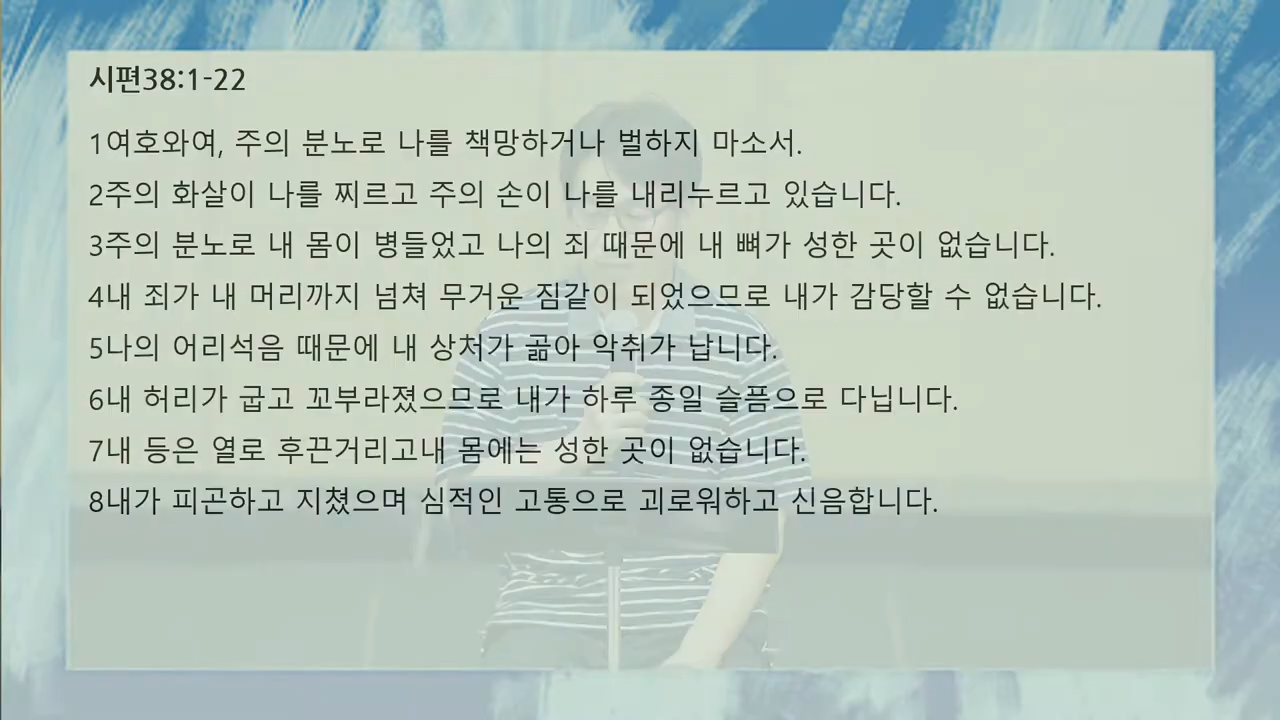 시편38:1-22
1여호와여, 주의 분노로 나를 책망하거나 벌하지 마소서.
2주의 화살이 나를 찌르고 주의 손이 나를 내리누르고 있습니다.
3주의 분노로 내 몸이 병들었고 나의 죄 때문에 내 뼈가 성한 곳이 없습니다.
4내 죄가 내 머리까지 넘쳐 무거운 짐같이 되었으므로 내가 감당할 수 없습니다.
5나의 어리석음 때문에 내 상처가 곪아 악취가 납니다.
6내 허리가 굽고 꼬부라졌으므로 내가 하루 종일 슬픔으로 다닙니다.
7내 등은 열로 후끈거리고내 몸에는 성한 곳이 없습니다.
8내가 피곤하고 지쳤으며 심적인 고통으로 괴로워하고 신음합니다.